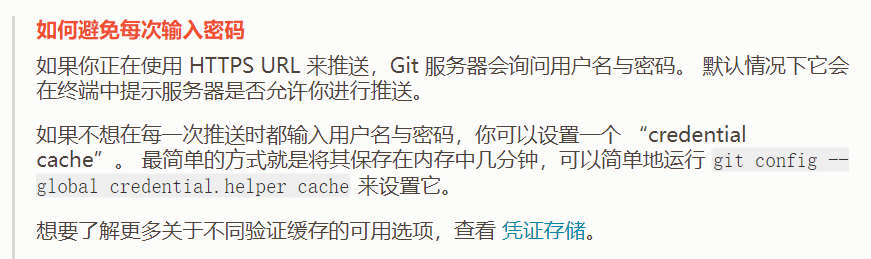 如何避免每次输入密码
如果你正在使用 HTTPS URL 来推送，Git 服务器会询问用户名与密码。 默认情况下它会
在终端中提示服务器是否允许你进行推送。
如果不想在每一次推送时都输入用户名与密码，你可以设置一个 “credential
cache”。 最简单的方式就是将其保存在内存中几分钟，可以简单地运行 git config --
global credential.helper cache 来设置它。
想要了解更多关于不同验证缓存的可用选项，查看 凭证存储。